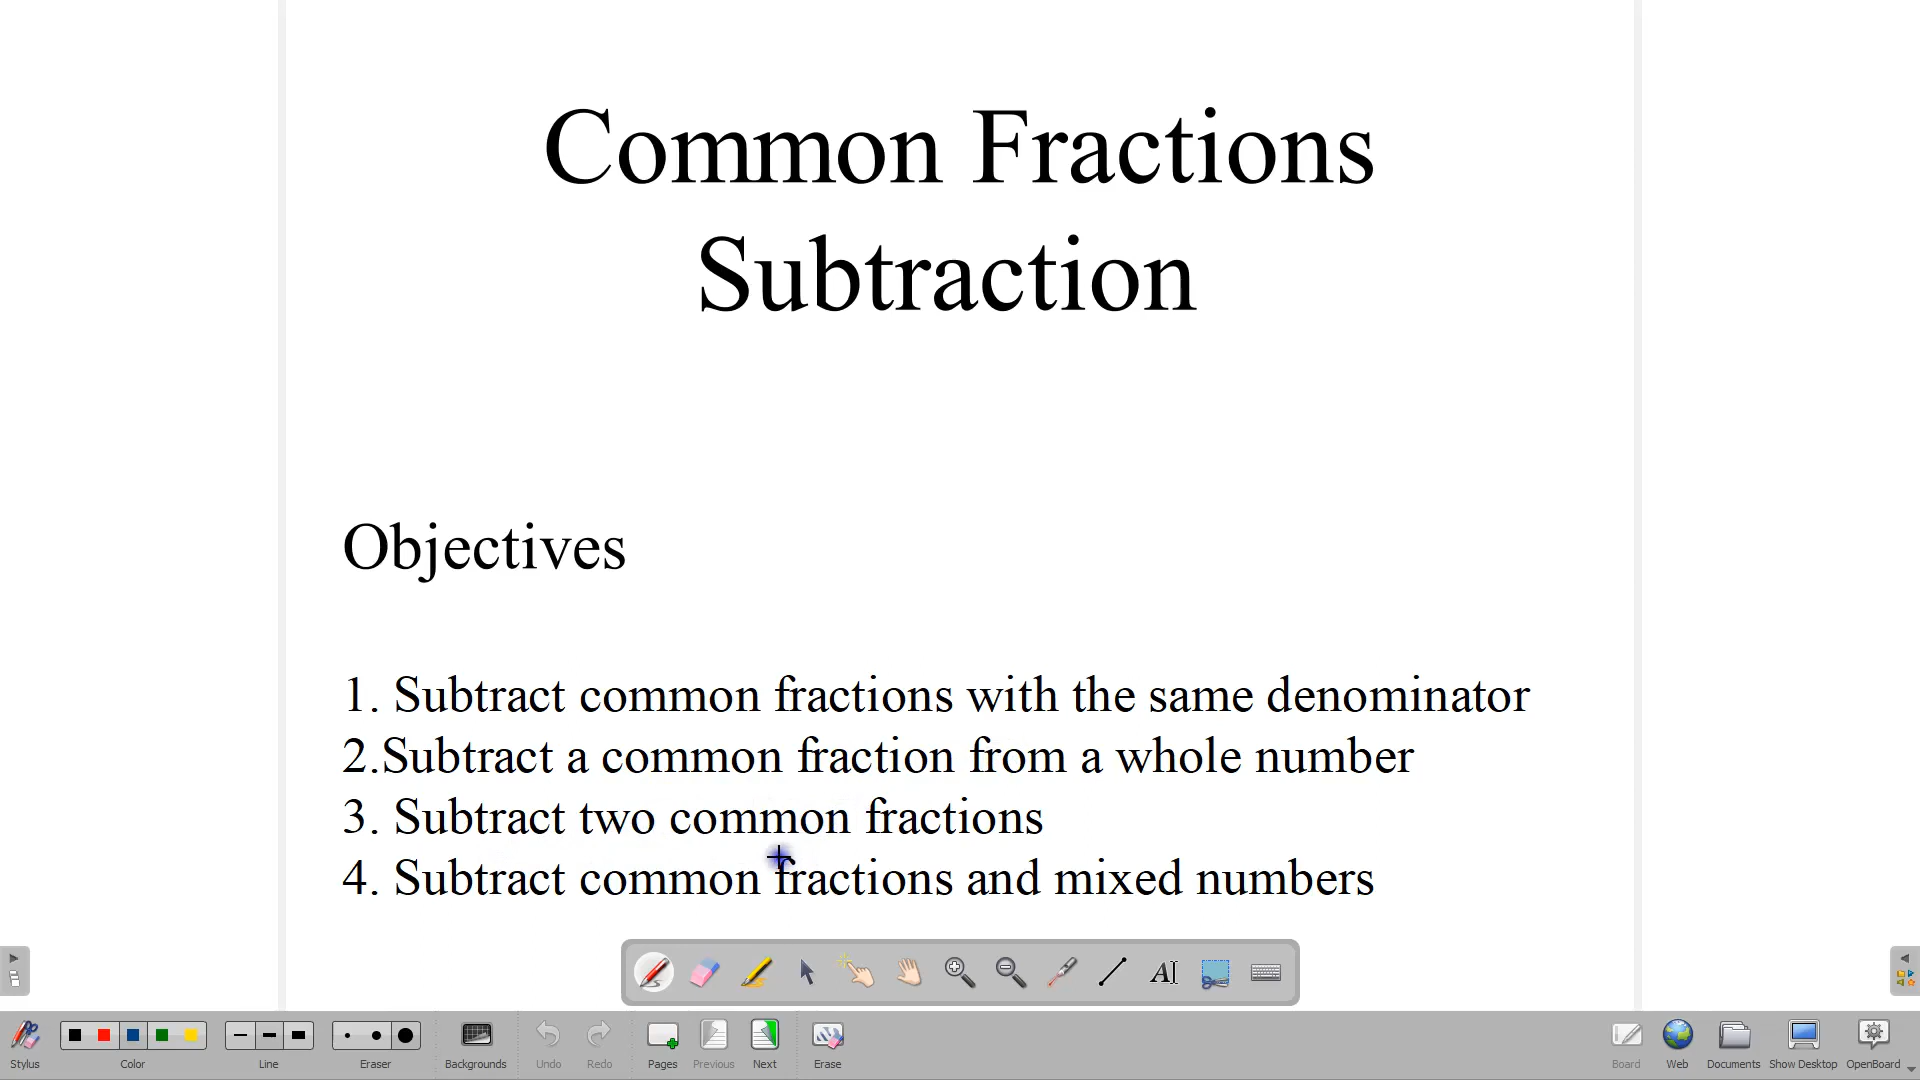 Common Fractions
Subtraction
Objectives
1. Subtract common fractions with the same denominator
2.Subtract a common fraction from a whole number
3. Subtract two common fractions
4. Subtract common fractions and mixed numbers
AI
Stylus Color Line Eraser Backgrounds Undo Redo Pages Previous Next Erase Board Web Documents Show Desktop OpenBoard